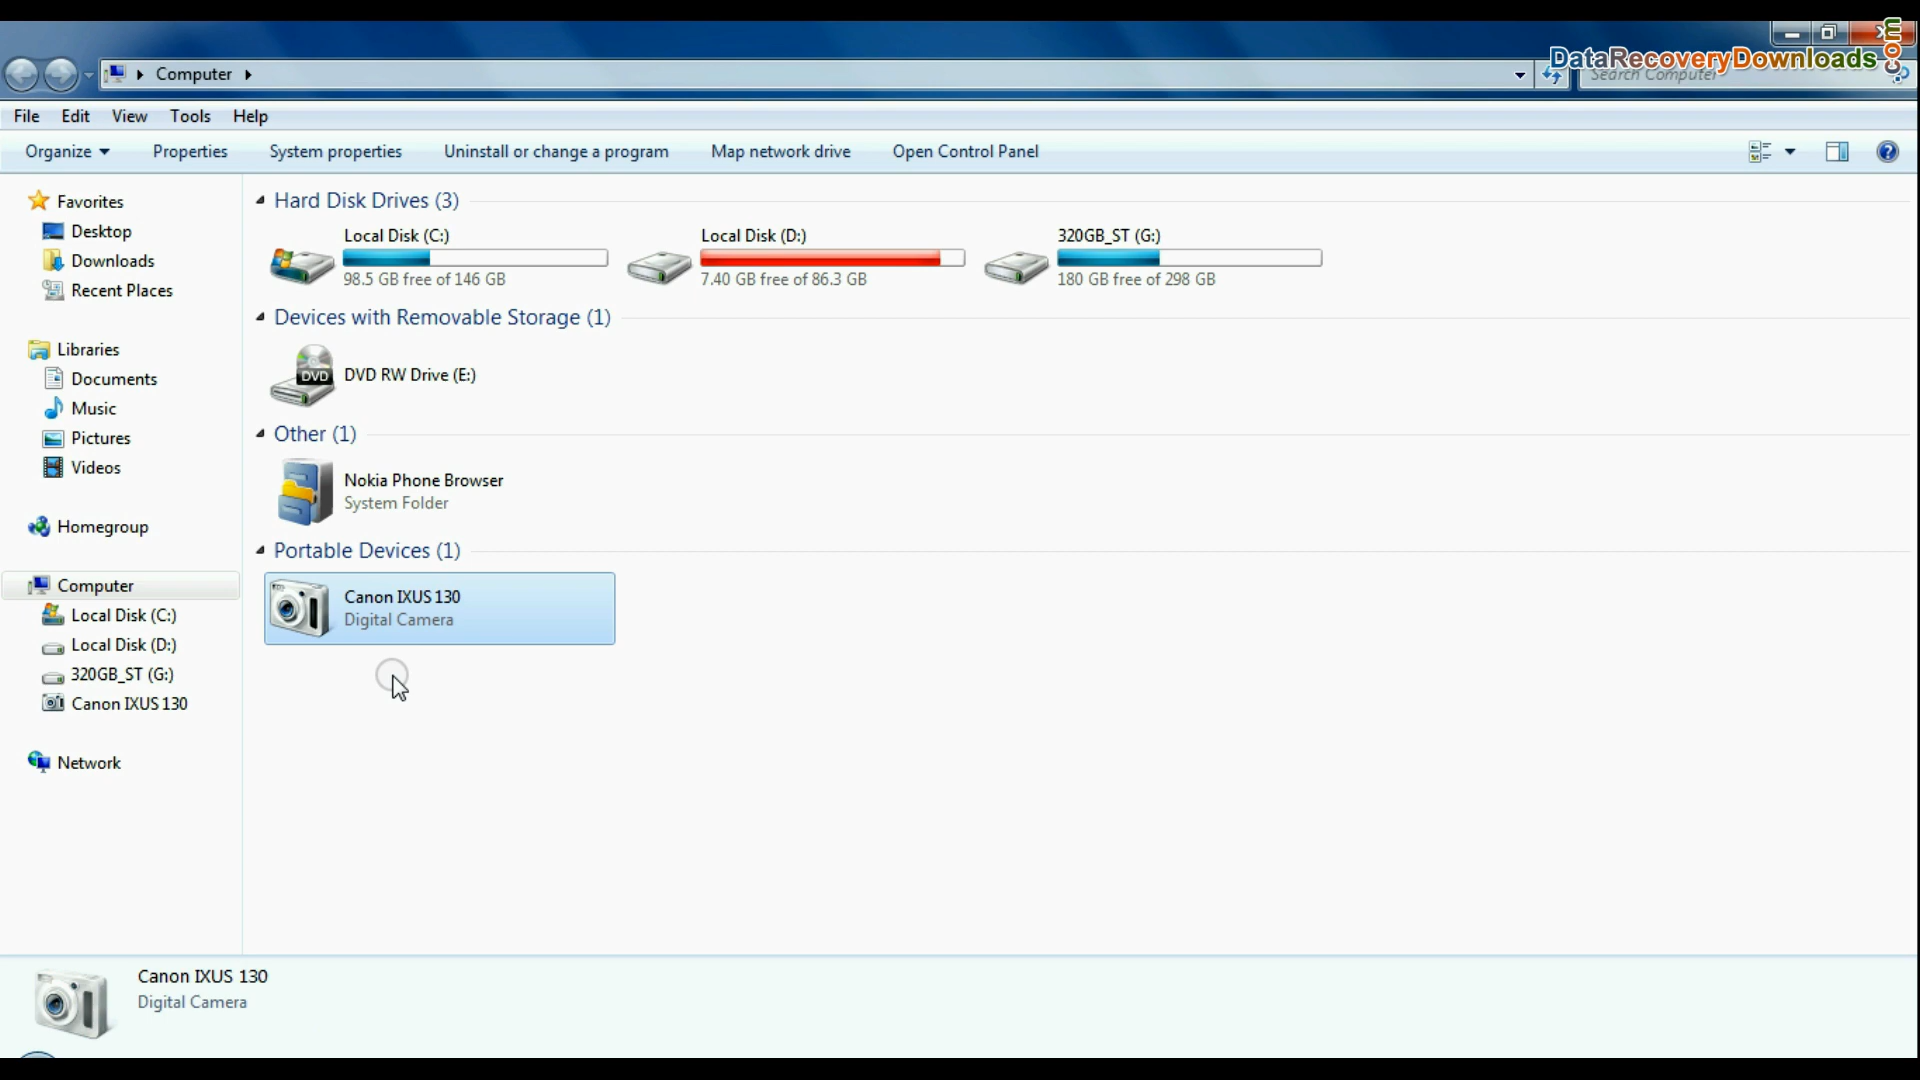 DataRecoveryDownloads.com
Computer
Search Computer
File Edit View Tools Help
Organize Properties System properties Uninstall or change a program Map network drive Open Control Panel
Favorites
Desktop
Downloads
Recent Places
Libraries
Documents
Music
Pictures
Videos
Homegroup
Computer
Local Disk (C:)
Local Disk (D:)
320GB_ST (G:)
Canon IXUS 130
Network
Hard Disk Drives (3)
Local Disk (C:)
98.5 GB free of 146 GB
Local Disk (D:)
7.40 GB free of 86.3 GB
320GB_ST (G:)
180 GB free of 298 GB
Devices with Removable Storage (1)
DVD
DVD RW Drive (E:)
Other (1)
Nokia Phone Browser
System Folder
Portable Devices (1)
Canon IXUS 130
Digital Camera
Canon IXUS 130
Digital Camera